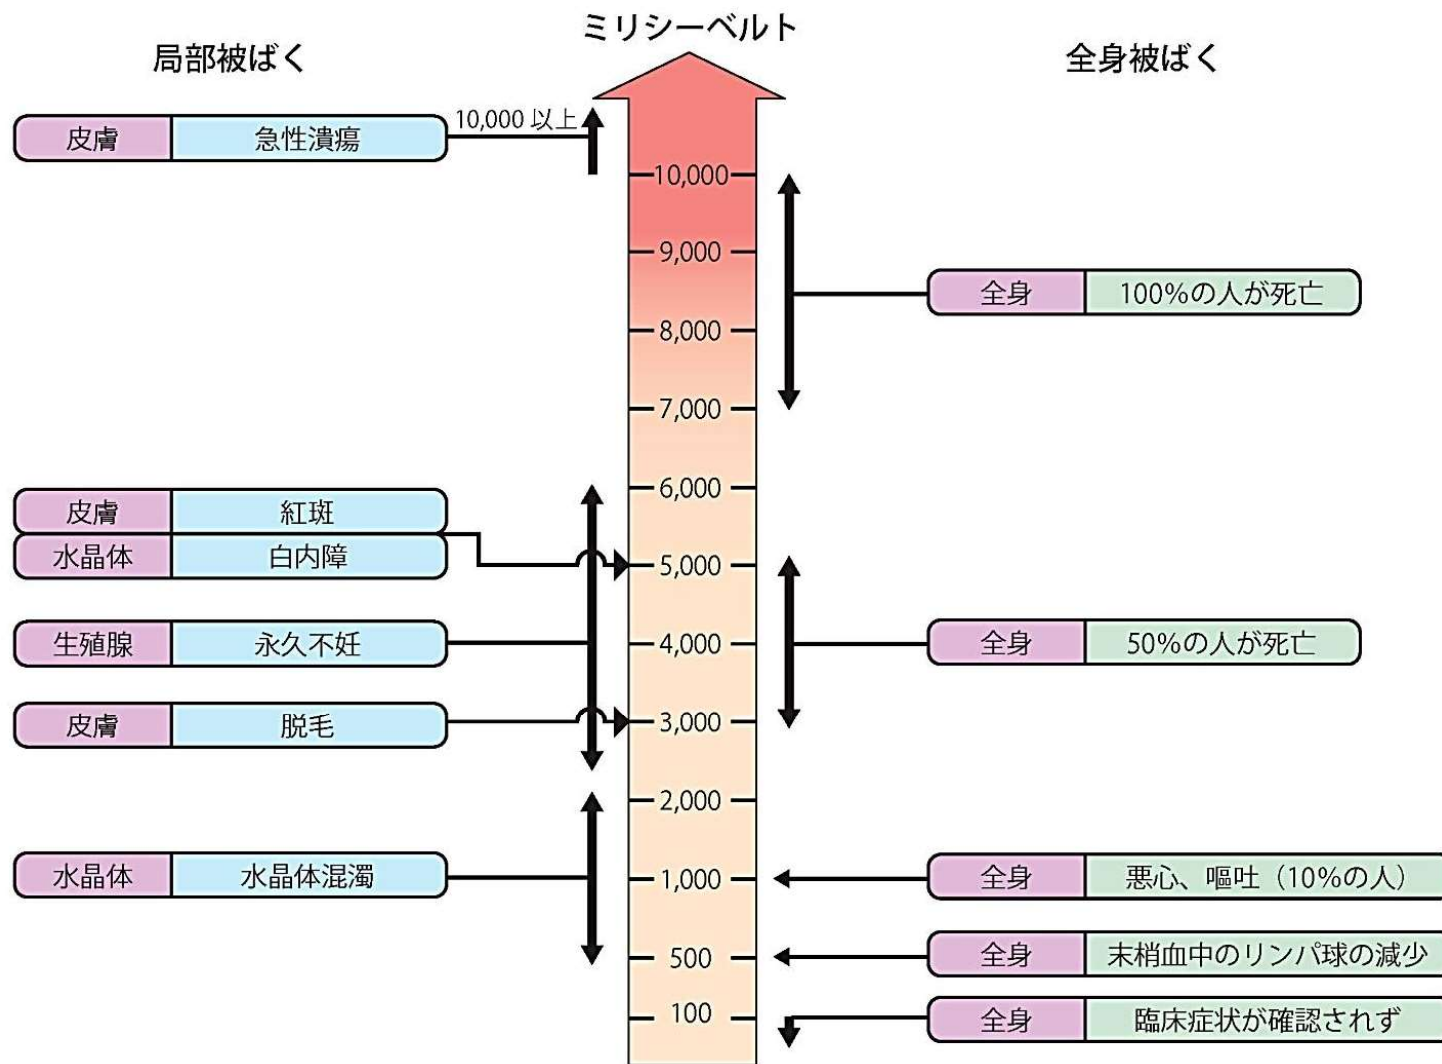 ミリシーベルト
局部被ばく
全身被ばく
皮膚 急性潰瘍
10,000 以上
10,000
9,000
全身 100%の人が死亡
8,000
7,000
6,000
皮膚 紅斑
水晶体 白内障
5,000
生殖腺 永久不妊
4,000
全身 50%の人が死亡
皮膚 脱毛
3,000
2,000
水晶体 水晶体混濁
1,000
全身 悪心、嘔吐（10%の人）
500
全身 末梢血中のリンパ球の減少
100
全身 臨床症状が確認されず